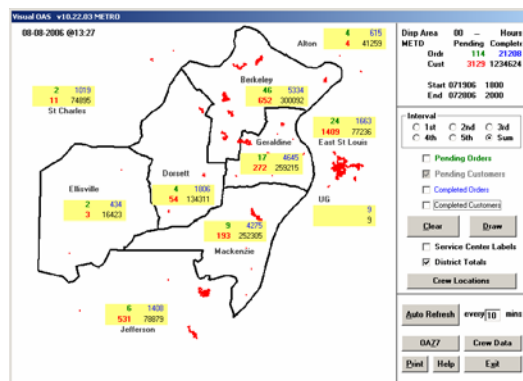 Visual OAS v10.22.03 METRO
08-08-2006 @13:27
4 615
4 41259
Alton
Berkeley
46 5334
652 300092
2 1019
11 74895
St Charles
24 1663
1409 77236
East St Louis
Geraldine
17 4645
272 259215
Dorsett
4 1806
54 134311
Ellisville
2 434
3 16423
UG
9
9
9 4275
193 252305
Mackenzie
6 1408
531 78879
Jefferson
Disp Area 00 – Hours
METD Pending Complete
Ordr 114 21208
Cust 3129 1234624
Start 071906 1800
End 072806 2000
Interval
1st 2nd 3rd
4th 5th Sum
Pending Orders
Pending Customers
Completed Orders
Completed Customers
Clear Draw
Service Center Labels
District Totals
Crew Locations
Auto Refresh every 10 mins
OAZ7 Crew Data
Print Help Exit